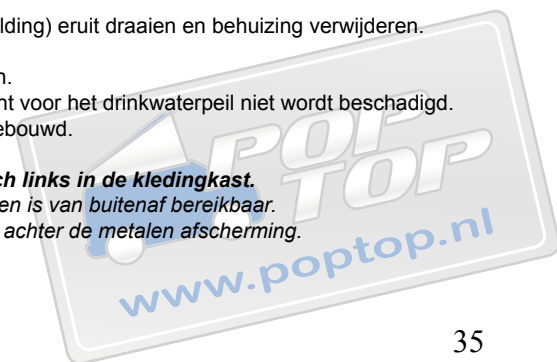 lding) eruit draaien en behuizing verwijderen.
n.
nt voor het drinkwaterpeil niet wordt beschadigd.
ebouwd.
ch links in de kledingkast.
en is van buitenaf bereikbaar.
achter de metalen afscherming.
POP
TOP
www.poptop.nl
35